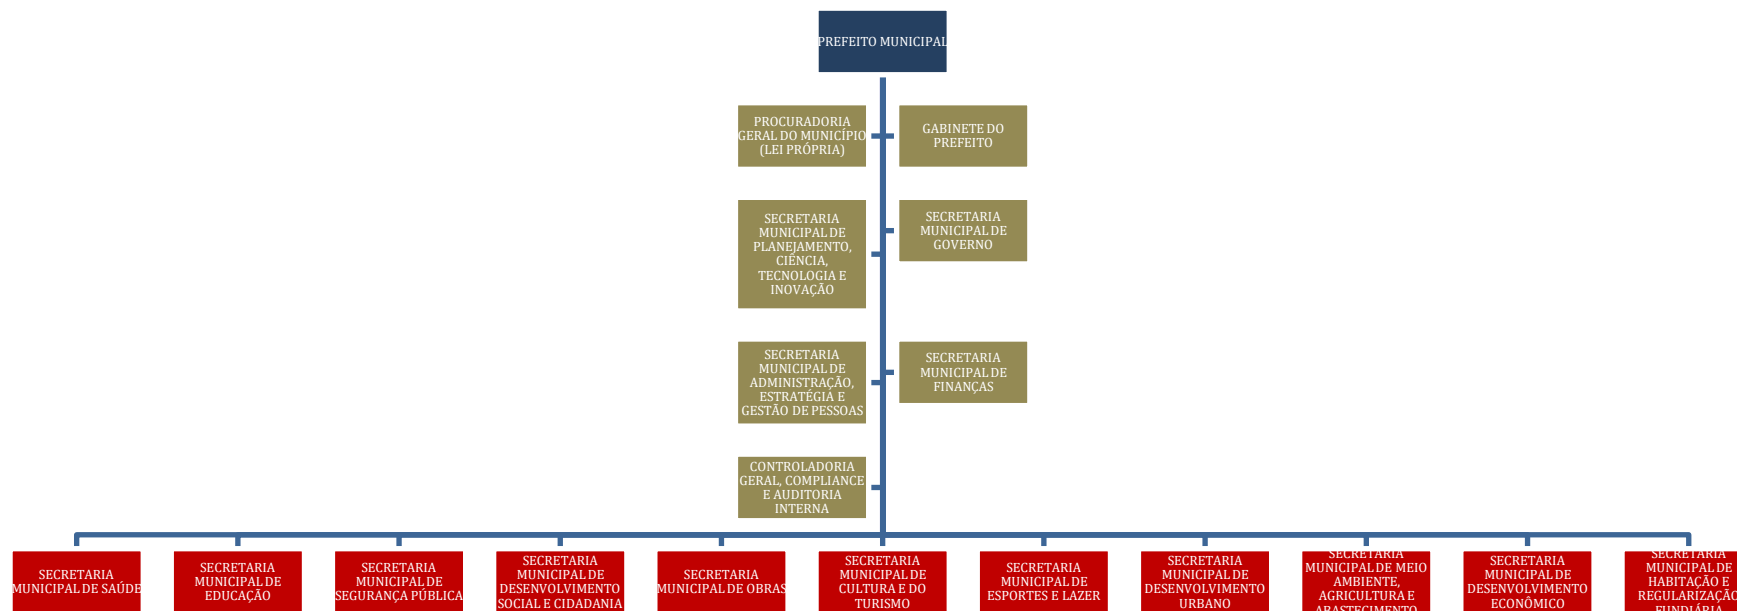 PREFEITO MUNICIPAL
PROCURADORIA
GERAL DO MUNICÍPIO
(LEI PRÓPRIA)
GABINETE DO
PREFEITO
SECRETARIA
MUNICIPAL DE
PLANEJAMENTO,
CIÊNCIA,
TECNOLOGIA E
INOVAÇÃO
SECRETARIA
MUNICIPAL DE
GOVERNO
SECRETARIA
MUNICIPAL DE
ADMINISTRAÇÃO,
ESTRATÉGIA E
GESTÃO DE PESSOAS
SECRETARIA
MUNICIPAL DE
FINANÇAS
CONTROLADORIA
GERAL, COMPLIANCE
E AUDITORIA
INTERNA
SECRETARIA
MUNICIPAL DE SAÚDE
SECRETARIA
MUNICIPAL DE
EDUCAÇÃO
SECRETARIA
MUNICIPAL DE
SEGURANÇA PÚBLICA
SECRETARIA
MUNICIPAL DE
DESENVOLVIMENTO
SOCIAL E CIDADANIA
SECRETARIA
MUNICIPAL DE OBRAS
SECRETARIA
MUNICIPAL DE
CULTURA E DO
TURISMO
SECRETARIA
MUNICIPAL DE
ESPORTES E LAZER
SECRETARIA
MUNICIPAL DE
DESENVOLVIMENTO
URBANO
SECRETARIA
MUNICIPAL DE MEIO
AMBIENTE,
AGRICULTURA E
ABASTECIMENTO
SECRETARIA
MUNICIPAL DE
DESENVOLVIMENTO
ECONÔMICO
SECRETARIA
MUNICIPAL DE
HABITAÇÃO E
REGULARIZAÇÃO
FUNDIÁRIA